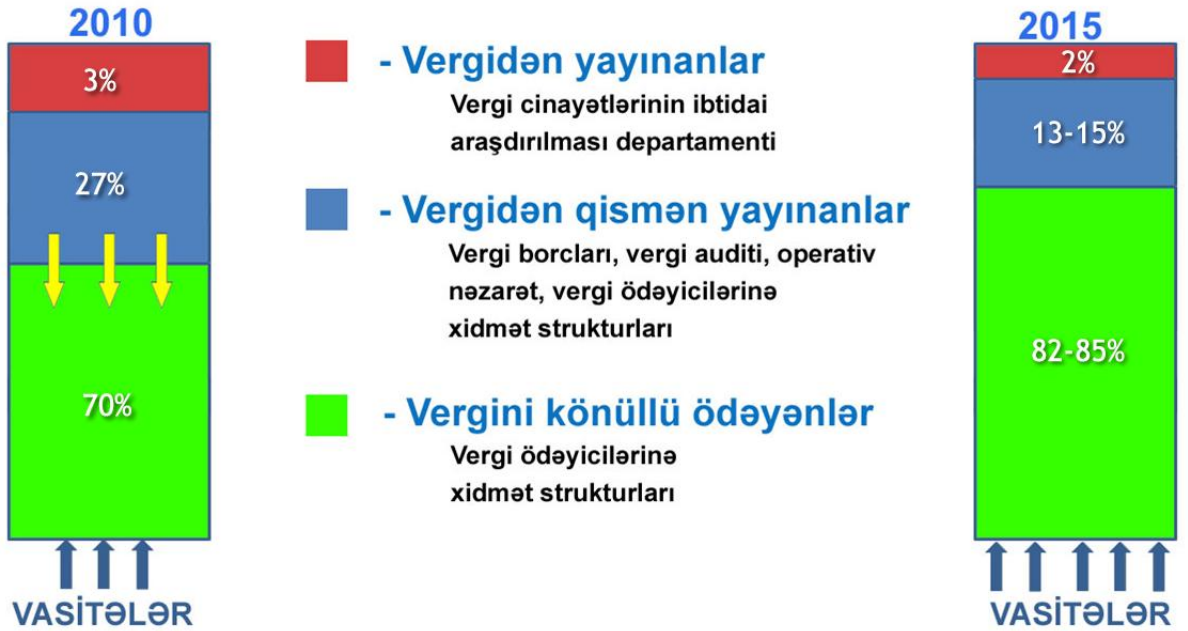 2010
3%
27%
70%
VASİTƏLƏR
- Vergidən yayınanlar
Vergi cinayətlərinin ibtidai
araşdırılması departamenti
- Vergidən qismən yayınanlar
Vergi borcları, vergi auditi, operativ
nəzarət, vergi ödəyicilərinə
xidmət strukturları
- Vergini könüllü ödəyənlər
Vergi ödəyicilərinə
xidmət strukturları
2015
2%
13-15%
82-85%
VASİTƏLƏR